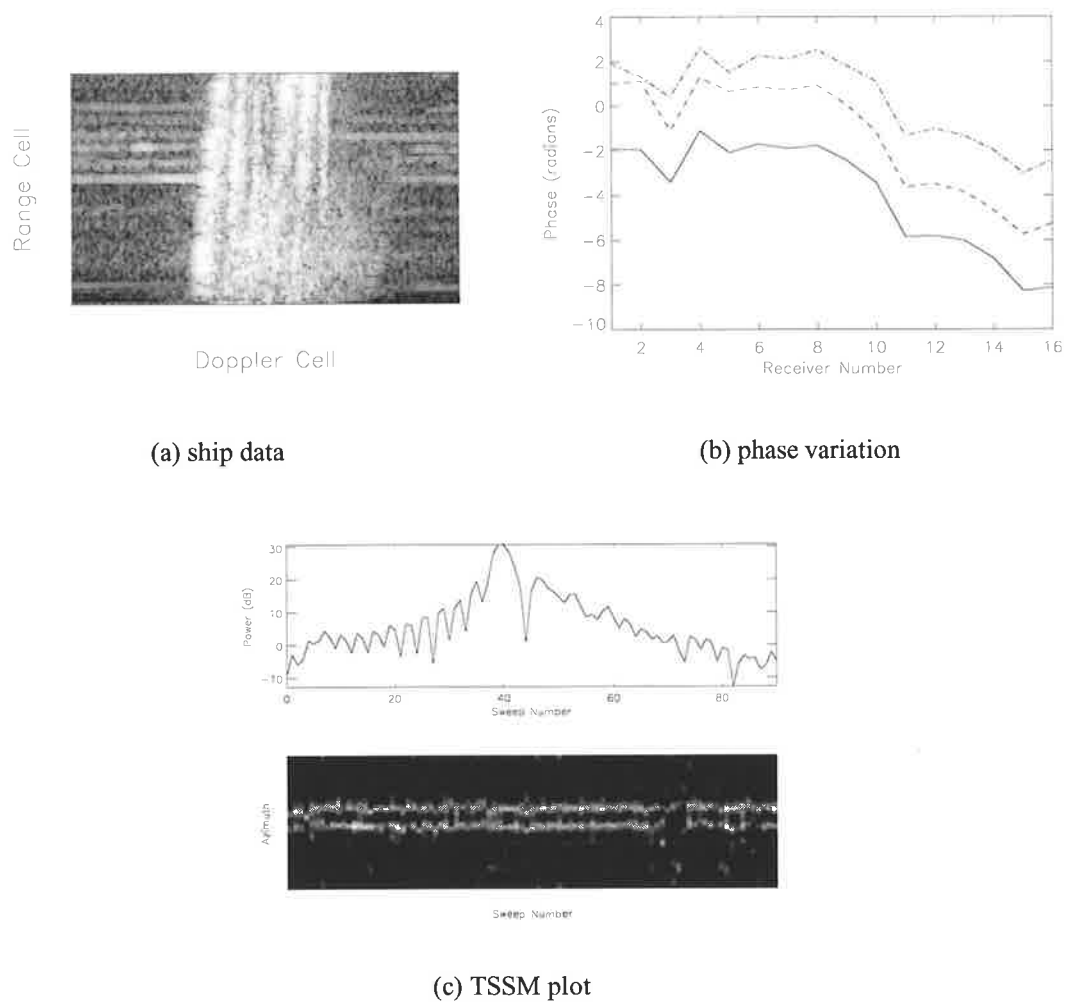 Range Cell
Doppler Cell
(a) ship data
4
2
0
-2
-4
-6
-8
-10
Phase (radians)
2 4 6 8 10 12 14 16
Receiver Number
(b) phase variation
30
20
10
0
-10
Power (dB)
0 20 40 60 80
Sweep Number
Azimuth
Sweep Number
(c) TSSM plot